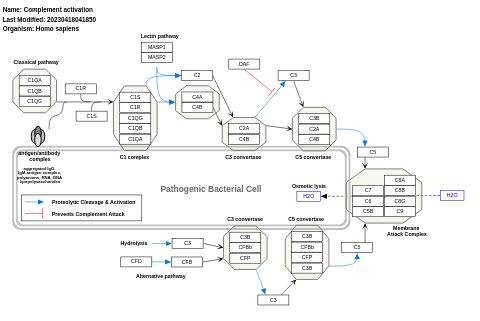 Name: Complement activation
Last Modified: 20230418041850
Organism: Homo sapiens
Lectin pathway
MASP1
MASP2
Classical pathway
C1QA
C1QB
C1QG
C1R
C1S
C1S
C1R
C1QG
C1QB
C1QA
C1 complex
C2
C4A
C4B
DAF
C3
C2A
C4B
C3 convertase
C3B
C2A
C4B
C5 convertase
C5
antigen/antibody
complex
aggregated IgG,
IgM-antigen complex,
polyanions, RNA, DNA
lipopolysaccharides
Proteolytic Cleavage & Activation
Prevents Complement Attack
Pathogenic Bacterial Cell
Osmotic lysis
H2O
C8A
C7
C8B
C6
C8G
C5B
C9
H2O
Membrane
Attack Complex
C3 convertase
C5 convertase
Hydrolysis
C3
CFD
CFB
Alternative pathway
C3B
CFBb
CFP
C3B
CFBb
CFP
C3B
C5
C3